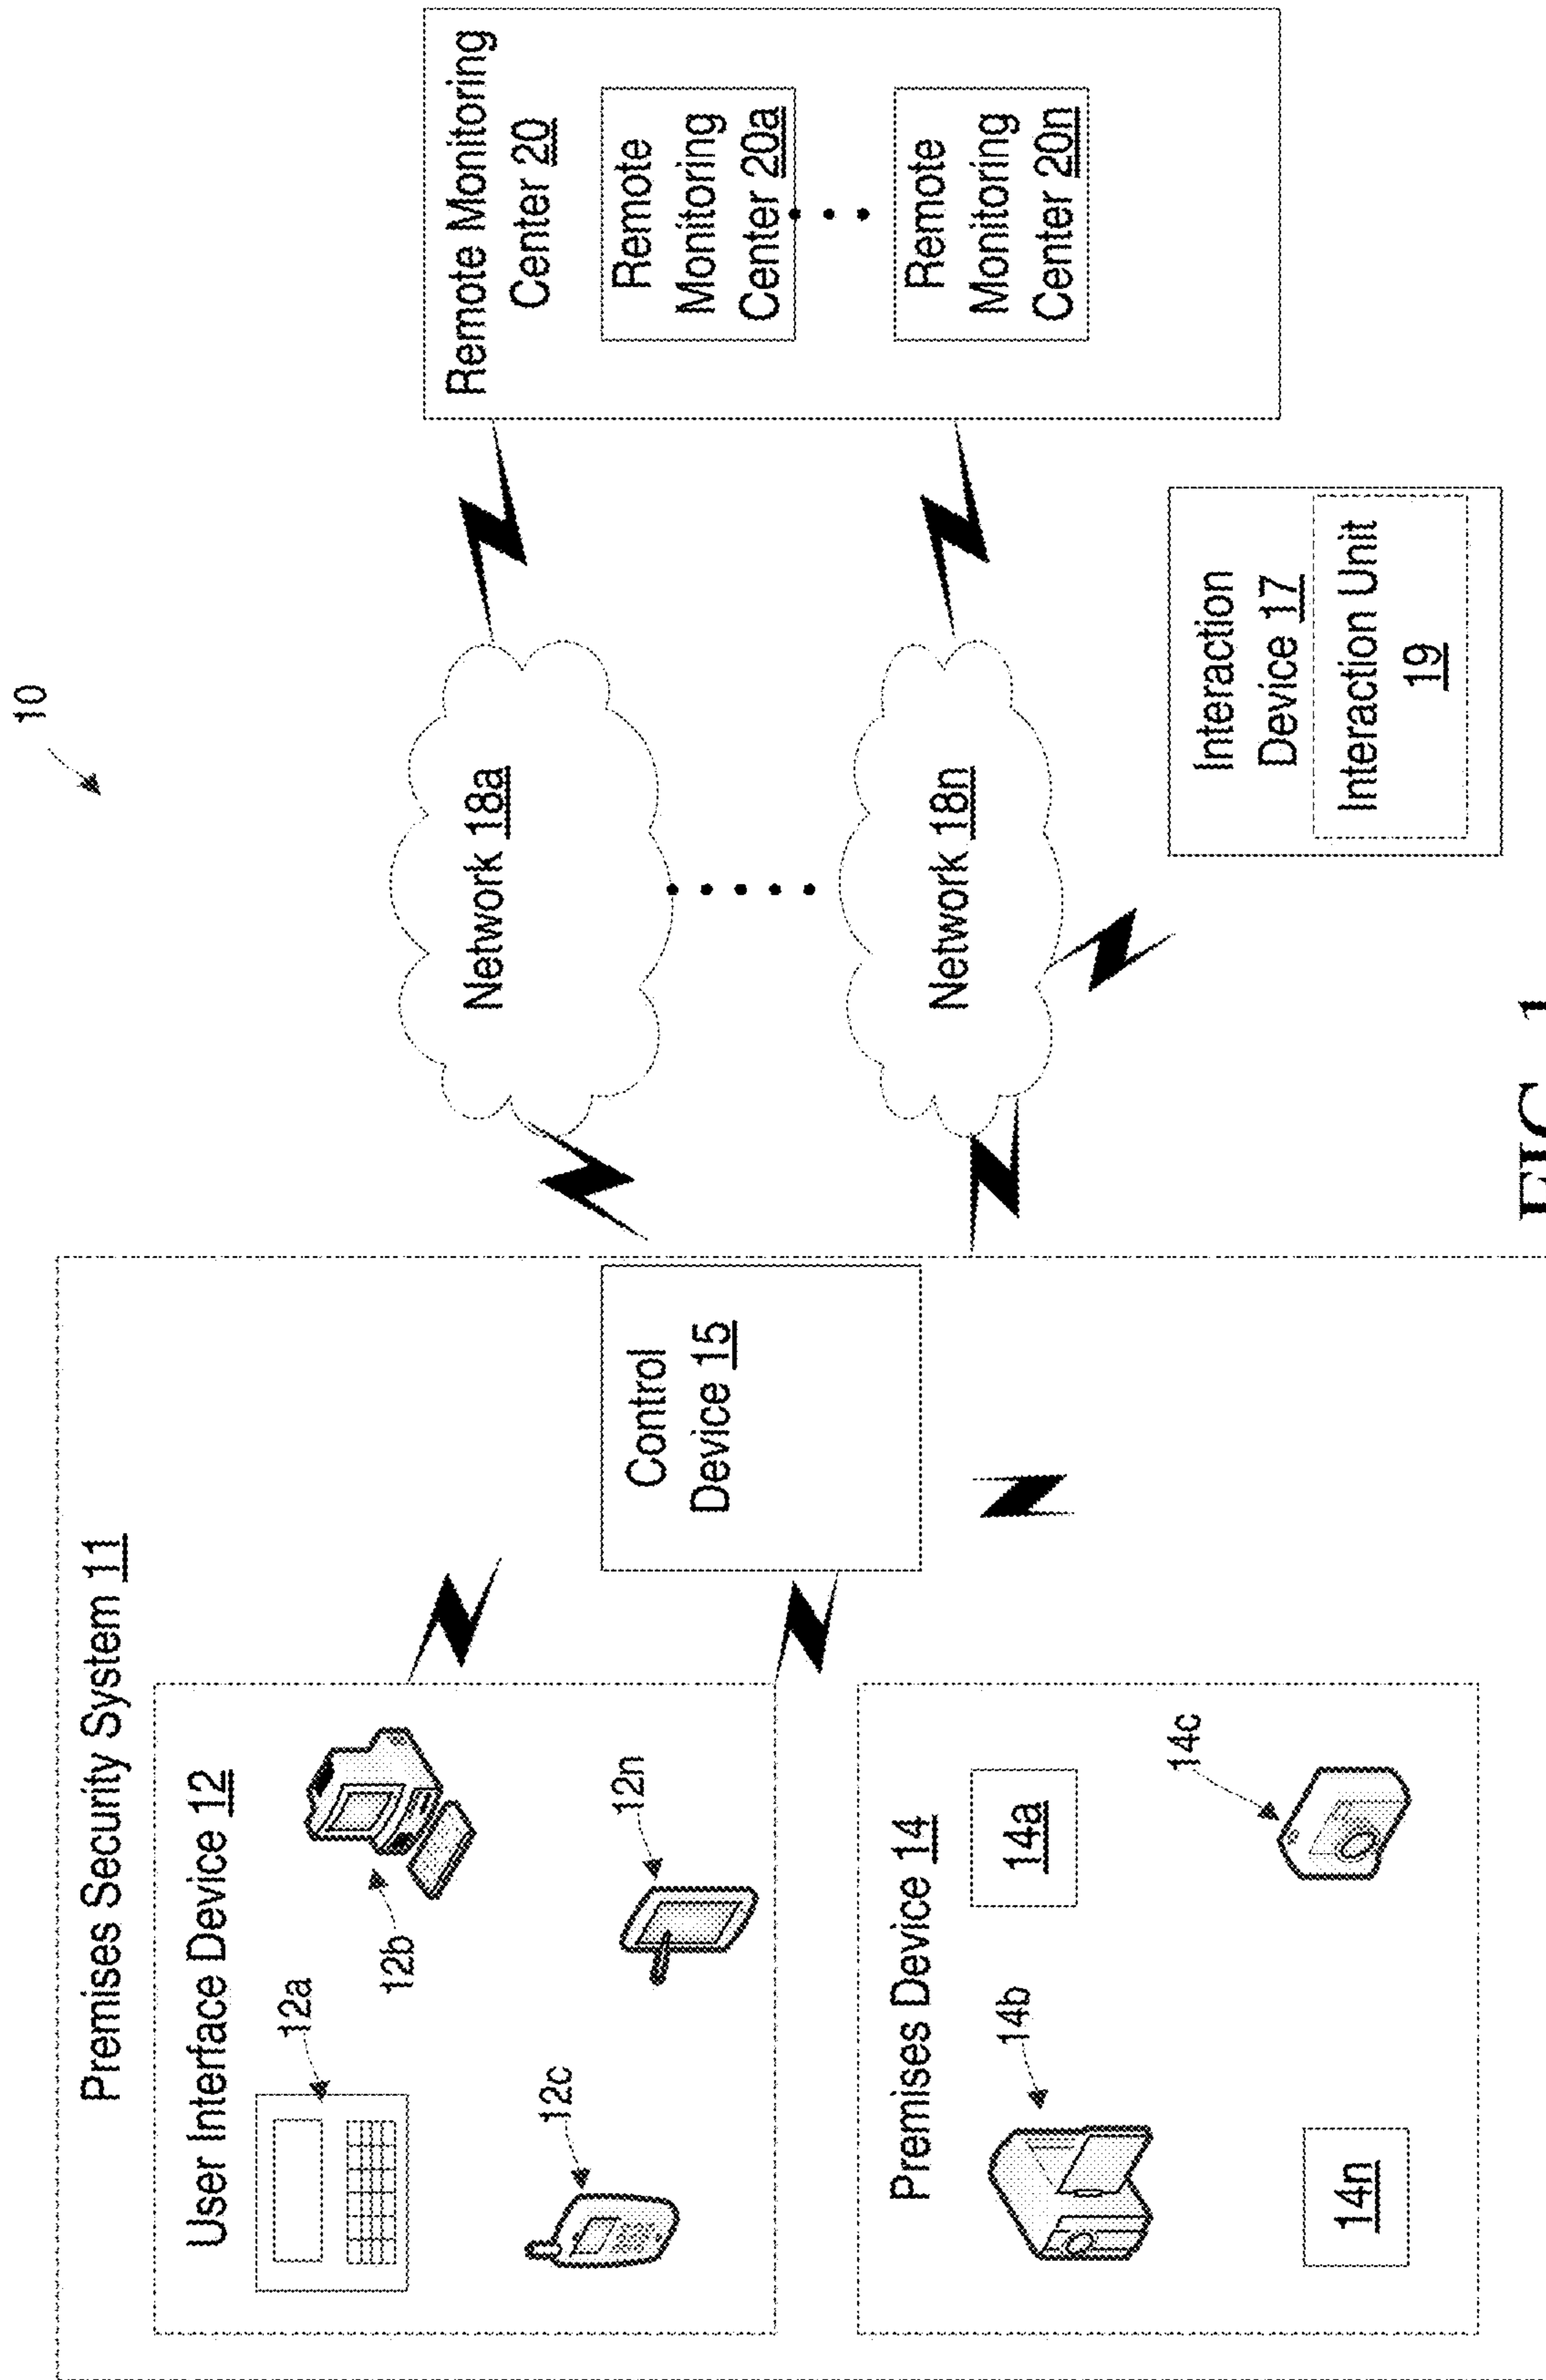 10
Premises Security System 11
User Interface Device 12
12a
12b
12c
12n
Premises Device 14
14b
14a
14n
14c
Control
Device 15
Network 18a
Network 18n
Remote Monitoring
Center 20
Remote
Monitoring
Center 20a
Remote
Monitoring
Center 20n
Interaction
Device 17
Interaction Unit
19
FIG. 1